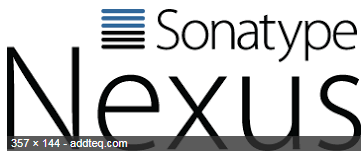 Sonatype
Nexus
357 × 144 - addteq.com